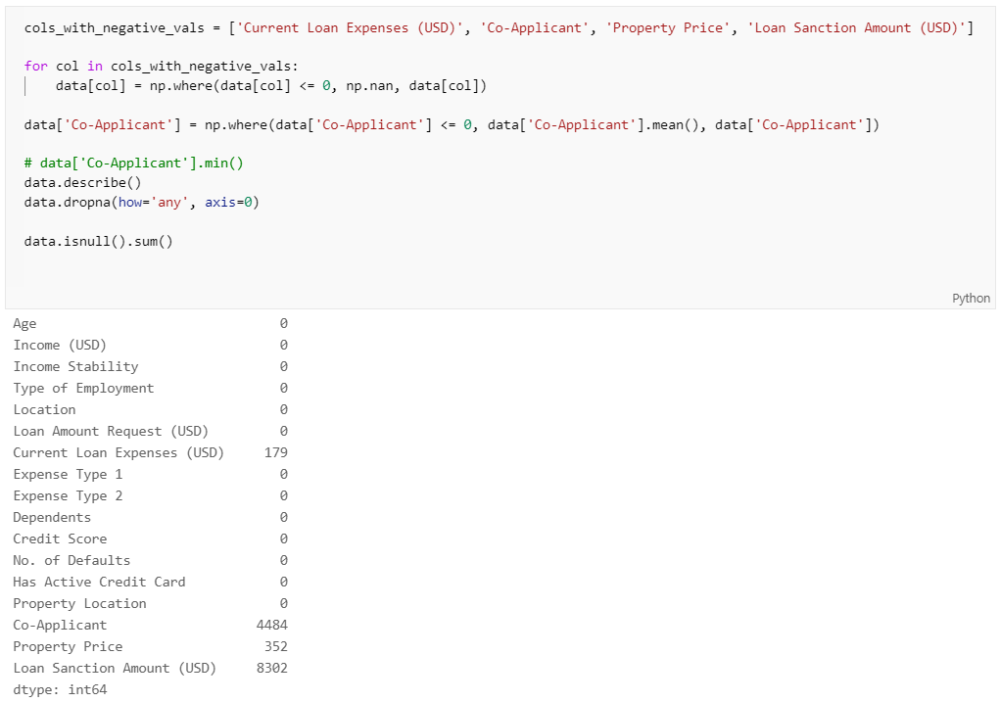 cols_with_negative_vals = ['Current Loan Expenses (USD)', 'Co-Applicant', 'Property Price', 'Loan Sanction Amount (USD)']
for col in cols_with_negative_vals:
    data[col] = np.where(data[col] <= 0, np.nan, data[col])
data['Co-Applicant'] = np.where(data['Co-Applicant'] <= 0, data['Co-Applicant'].mean(), data['Co-Applicant'])
# data['Co-Applicant'].min()
data.describe()
data.dropna(how='any', axis=0)
data.isnull().sum()
Python
Age 0
Income (USD) 0
Income Stability 0
Type of Employment 0
Location 0
Loan Amount Request (USD) 0
Current Loan Expenses (USD) 179
Expense Type 1 0
Expense Type 2 0
Dependents 0
Credit Score 0
No. of Defaults 0
Has Active Credit Card 0
Property Location 0
Co-Applicant 4484
Property Price 352
Loan Sanction Amount (USD) 8302
dtype: int64